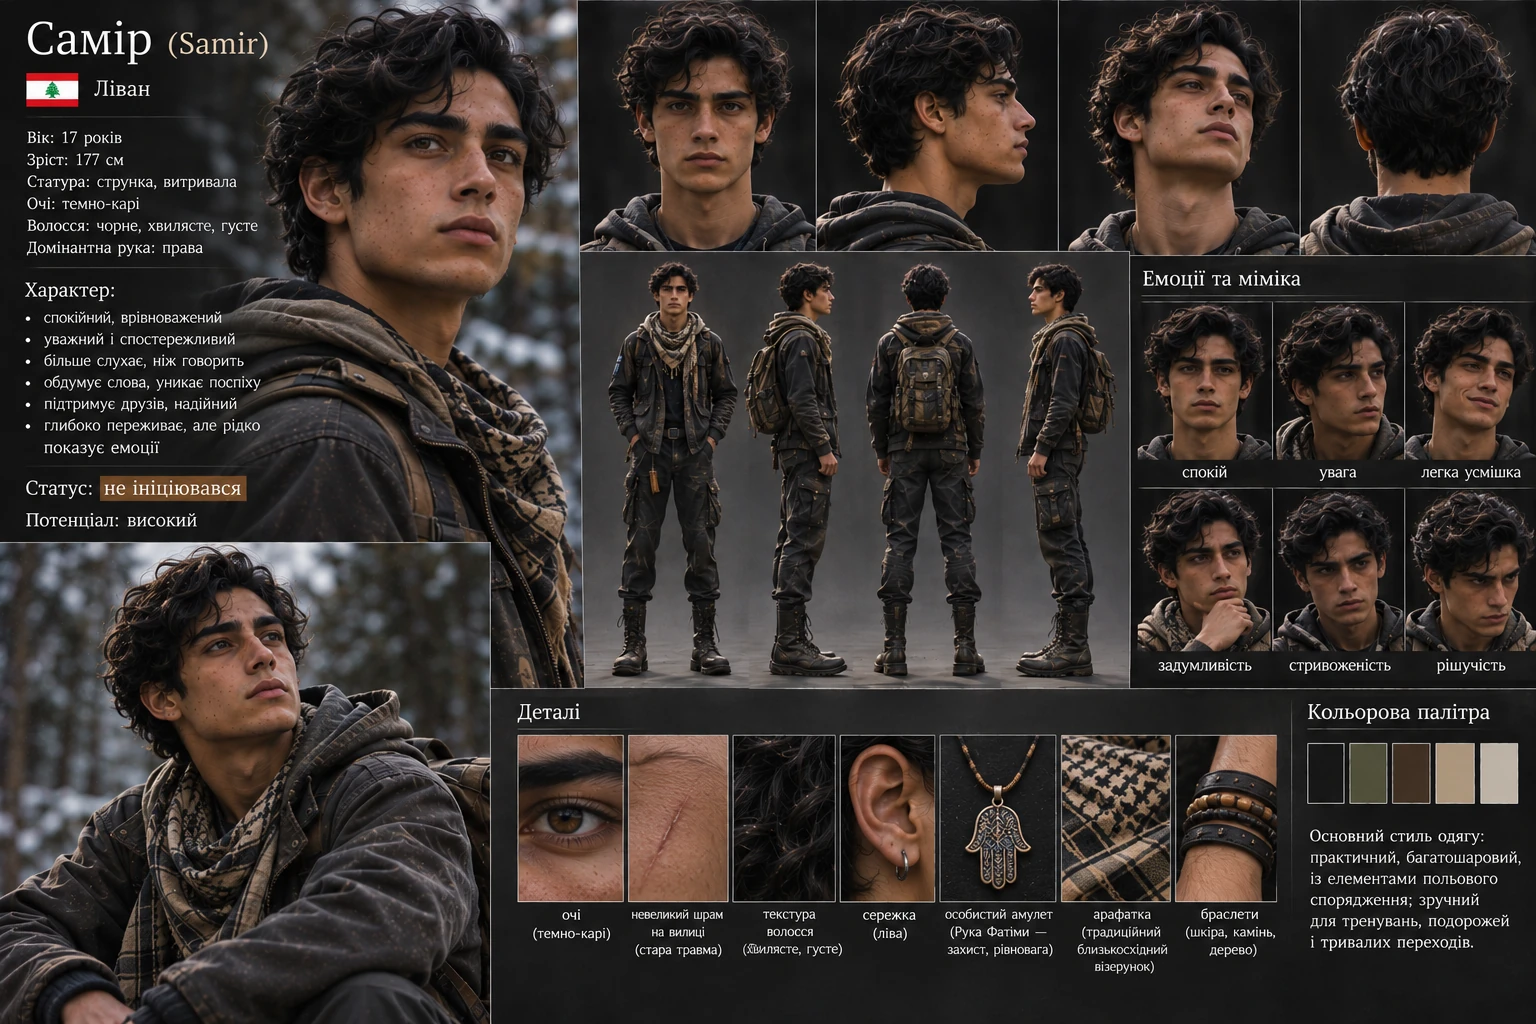 Самір (Samir)
Ліван
Вік: 17 років
Зріст: 177 см
Статура: струнка, витривала
Очі: темно-карі
Волосся: чорне, хвилясте, густе
Домінантна рука: права
Характер:
• спокійний, врівноважений
• уважний і спостережливий
• більше слухає, ніж говорить
• обдумує слова, уникає поспіху
• підтримує друзів, надійний
• глибоко переживає, але рідко
показує емоції
Статус: не ініціювався
Потенціал: високий
Емоції та міміка
спокій
увага
легка усмішка
задумливість
стривоженість
рішучість
Деталі
очі
(темно-карі)
невеликий шрам
на вилиці
(стара травма)
текстура
волосся
(хвилясте, густе)
сережка
(ліва)
особистий амулет
(Рука Фатіми —
захист, рівновага)
арафатка
(традиційний
близькосхідний
візерунок)
браслети
(шкіра, камінь,
дерево)
Кольорова палітра
Основний стиль одягу:
практичний, багатошаровий,
із елементами польового
спорядження; зручний
для тренувань, подорожей
і тривалих переходів.